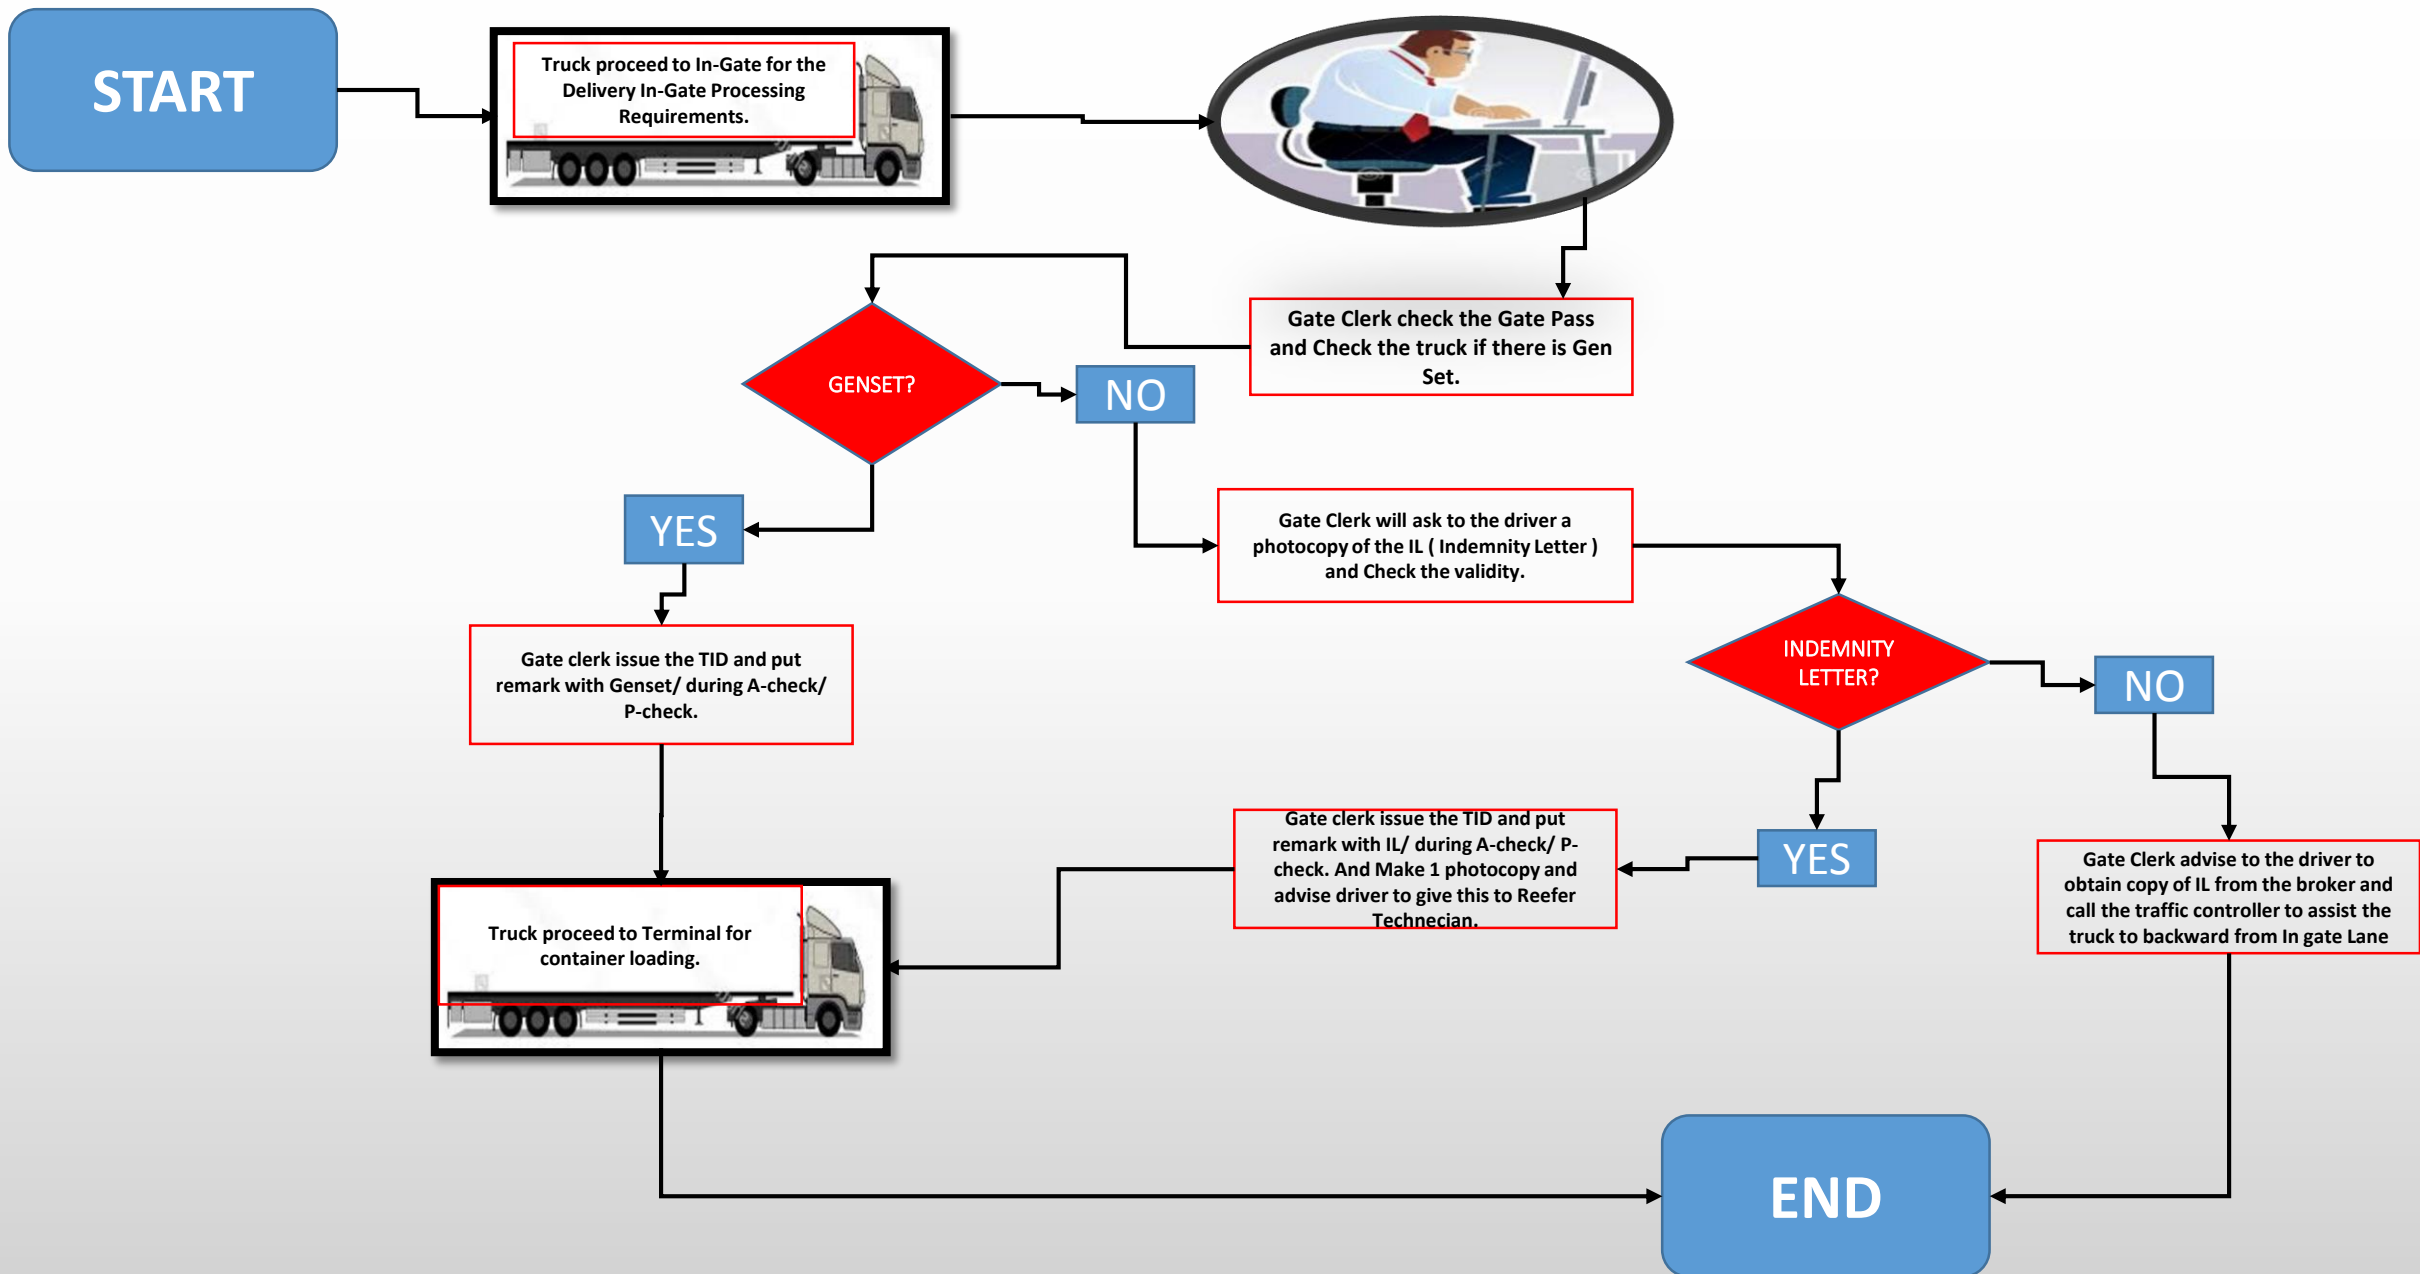 START
Truck proceed to In-Gate for the
Delivery In-Gate Processing
Requirements.
Gate Clerk check the Gate Pass
and Check the truck if there is Gen
Set.
GENSET?
NO
YES
Gate Clerk will ask to the driver a
photocopy of the IL ( Indemnity Letter )
and Check the validity.
Gate clerk issue the TID and put
remark with Genset/ during A-check/
P-check.
INDEMNITY
LETTER?
NO
YES
Gate clerk issue the TID and put
remark with IL/ during A-check/ P-
check. And Make 1 photocopy and
advise driver to give this to Reefer
Technecian.
Gate Clerk advise to the driver to
obtain copy of IL from the broker and
call the traffic controller to assist the
truck to backward from In gate Lane
Truck proceed to Terminal for
container loading.
END